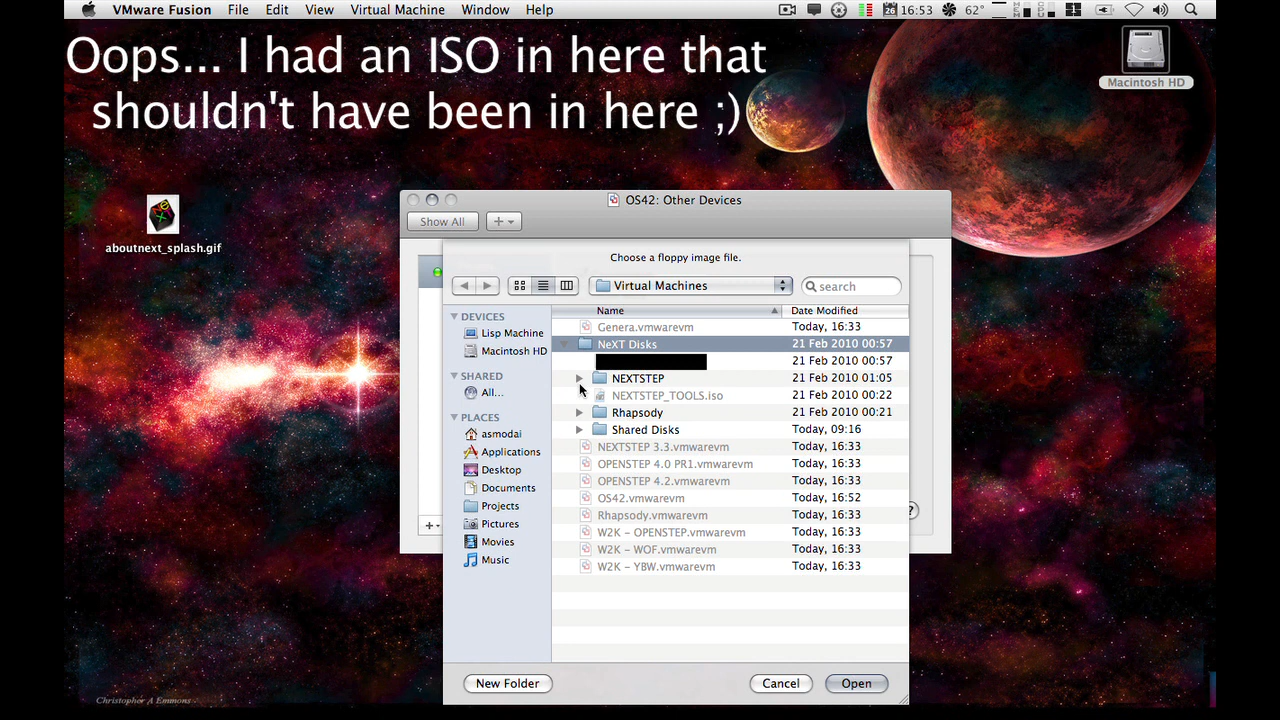 VMware Fusion File Edit View Virtual Machine Window Help 26 16:53 62°
Oops... I had an ISO in here that
shouldn't have been in here ;)
Macintosh HD
aboutnext_splash.gif
OS42: Other Devices
Show All
Choose a floppy image file.
Virtual Machines
search
DEVICES
Lisp Machine
Macintosh HD
SHARED
All...
PLACES
asmodai
Applications
Desktop
Documents
Projects
Pictures
Movies
Music
Name Date Modified
Genera.vmwarevm Today, 16:33
NeXT Disks 21 Feb 2010 00:57
21 Feb 2010 00:57
NEXTSTEP 21 Feb 2010 01:05
NEXTSTEP_TOOLS.iso 21 Feb 2010 00:22
Rhapsody 21 Feb 2010 00:21
Shared Disks Today, 09:16
NEXTSTEP 3.3.vmwarevm Today, 16:33
OPENSTEP 4.0 PR1.vmwarevm Today, 16:33
OPENSTEP 4.2.vmwarevm Today, 16:33
OS42.vmwarevm Today, 16:52
Rhapsody.vmwarevm Today, 16:33
W2K - OPENSTEP.vmwarevm Today, 16:33
W2K - WOF.vmwarevm Today, 16:33
W2K - YBW.vmwarevm Today, 16:33
New Folder Cancel Open
Christopher A Emmons